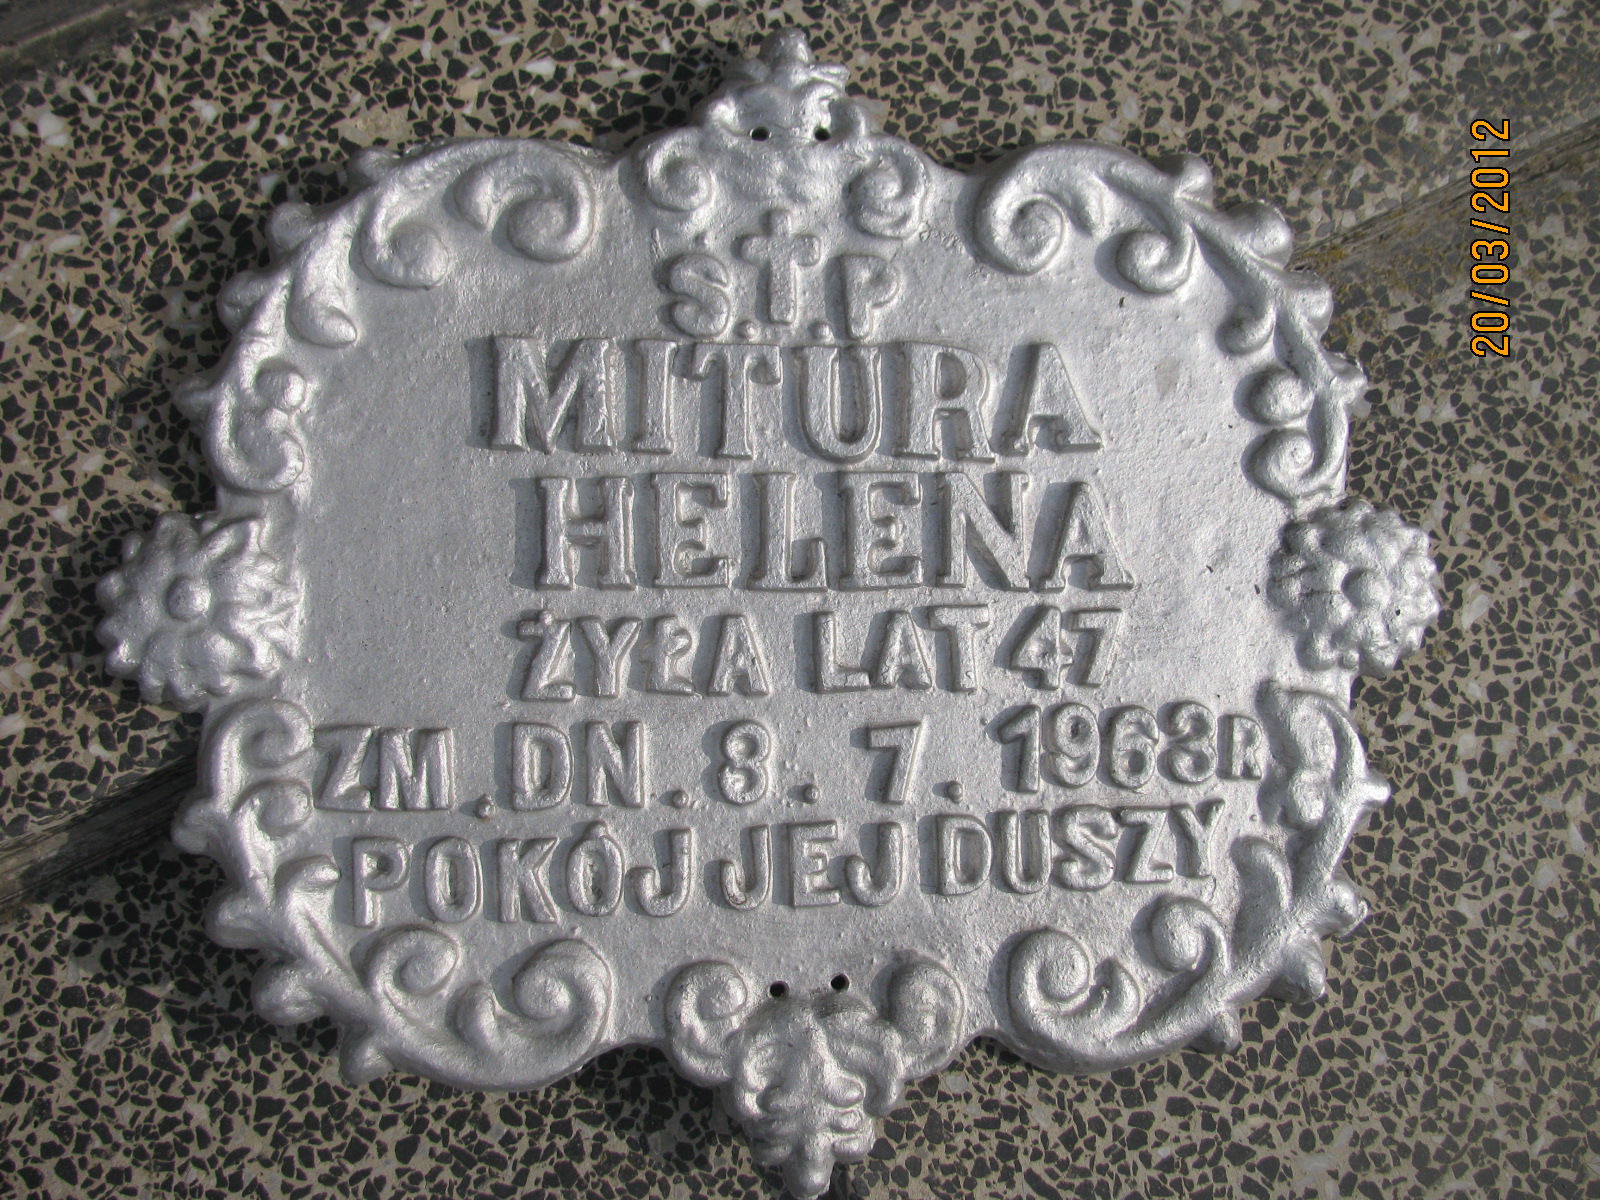 Ś.†.P
MITURA
HELENA
ŻYŁA LAT 47
ZM. DN. 8. 7. 1963R
POKÓJ JEJ DUSZY
20/03/2012